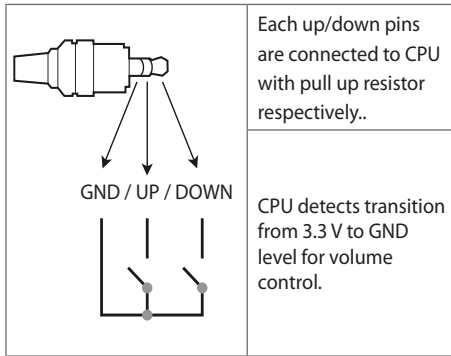 Each up/down pins
are connected to CPU
with pull up resistor
respectively..
GND / UP / DOWN
CPU detects transition
from 3.3 V to GND
level for volume
control.